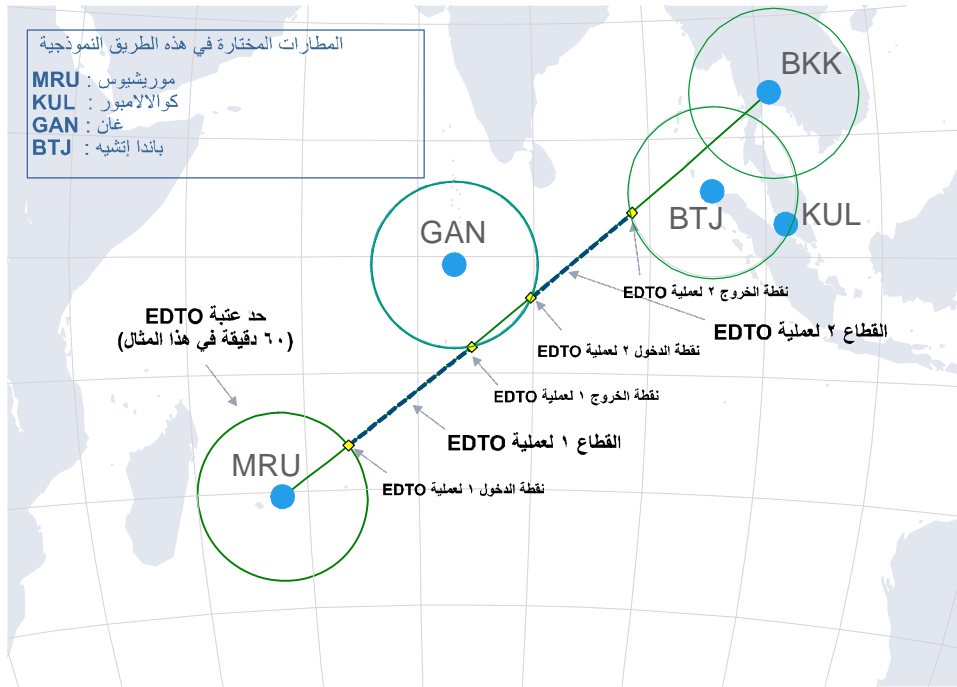 المطارات المختارة في هذه الطريق النموذجية
MRU : موريشيوس
KUL : كوالالامبور
GAN : غان
BTJ : باندا إتشيه
BKK
GAN
BTJ
KUL
نقطة الخروج ٢ لعملية EDTO
القطاع ٢ لعملية EDTO
حد عتبة EDTO
(٦٠ دقيقة في هذا المثال)
نقطة الدخول ٢ لعملية EDTO
نقطة الخروج ١ لعملية EDTO
القطاع ١ لعملية EDTO
MRU
نقطة الدخول ١ لعملية EDTO